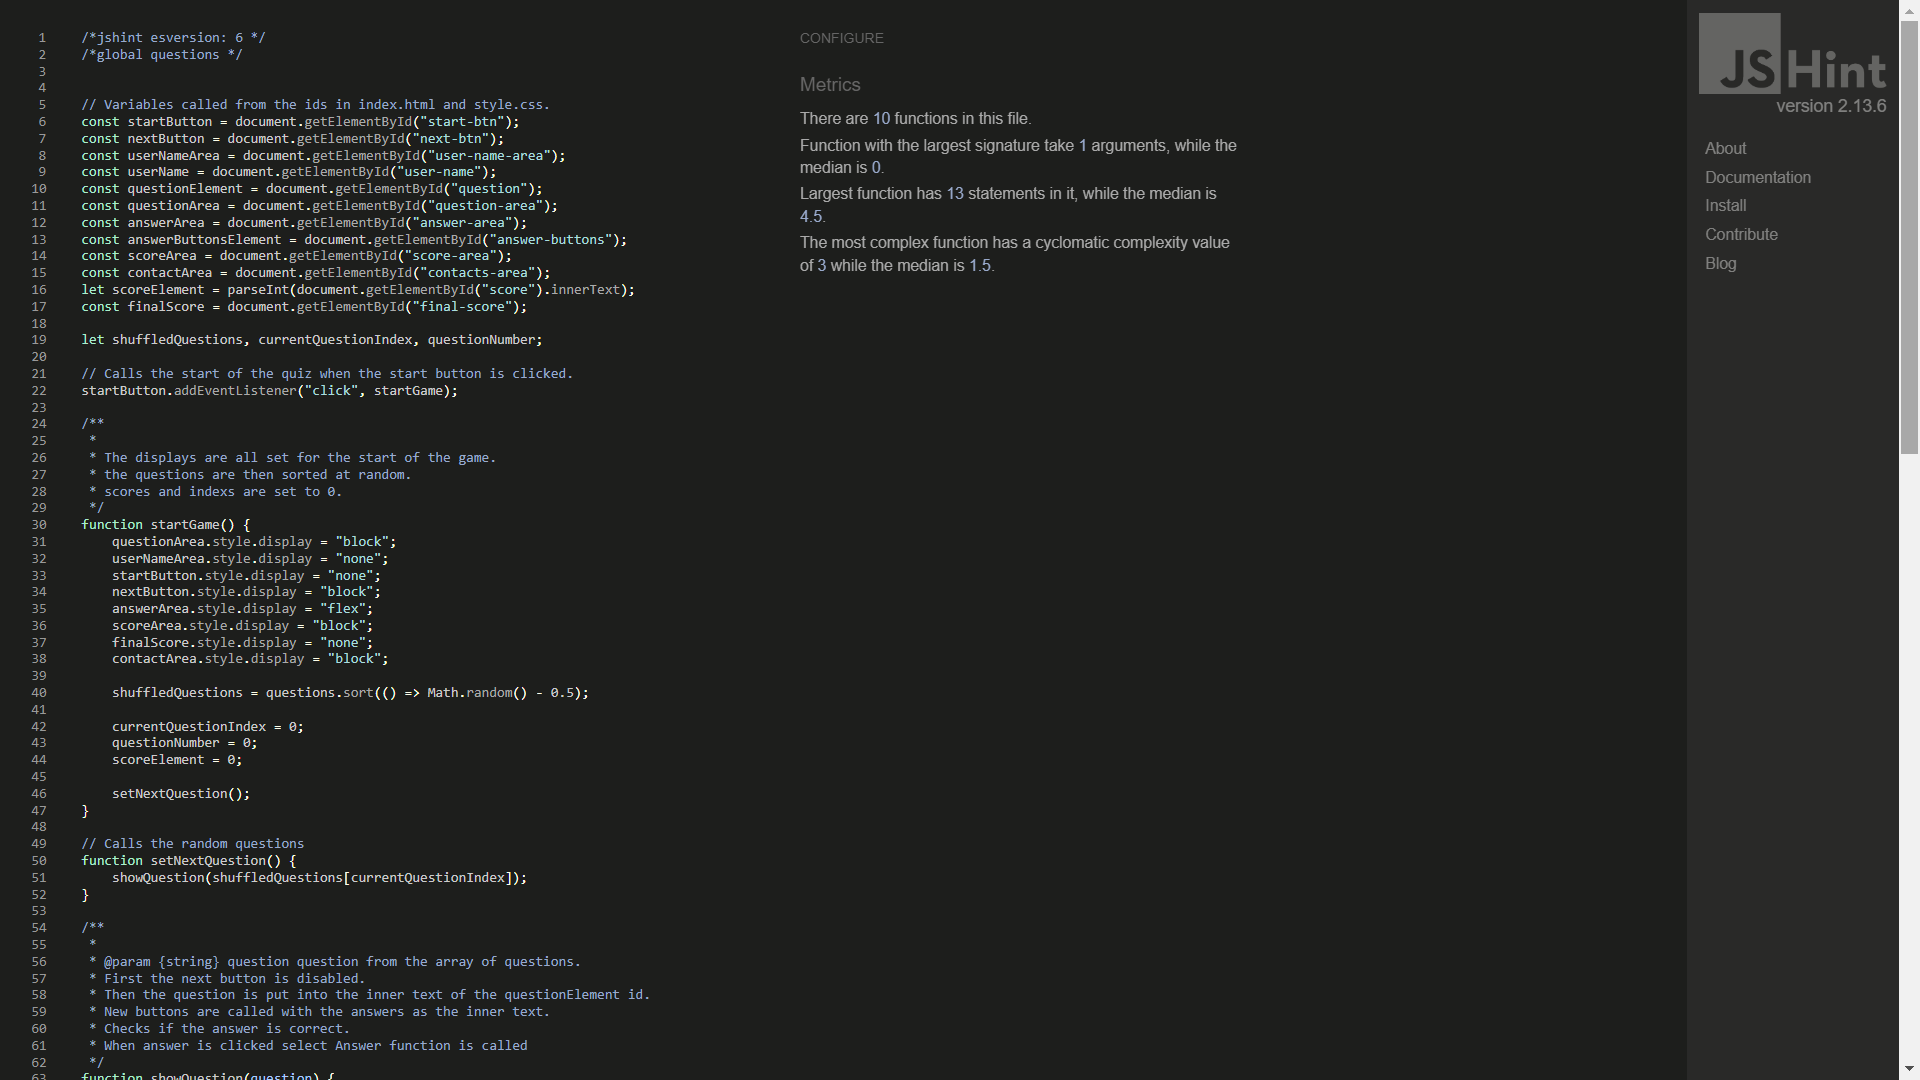 1 /*jshint esversion: 6 */
2 /*global questions */
3
4
5 // Variables called from the ids in index.html and style.css.
6 const startButton = document.getElementById("start-btn");
7 const nextButton = document.getElementById("next-btn");
8 const userNameArea = document.getElementById("user-name-area");
9 const userName = document.getElementById("user-name");
10 const questionElement = document.getElementById("question");
11 const questionArea = document.getElementById("question-area");
12 const answerArea = document.getElementById("answer-area");
13 const answerButtonsElement = document.getElementById("answer-buttons");
14 const scoreArea = document.getElementById("score-area");
15 const contactArea = document.getElementById("contacts-area");
16 let scoreElement = parseInt(document.getElementById("score").innerText);
17 const finalScore = document.getElementById("final-score");
18
19 let shuffledQuestions, currentQuestionIndex, questionNumber;
20
21 // Calls the start of the quiz when the start button is clicked.
22 startButton.addEventListener("click", startGame);
23
24 /**
25  *
26  * The displays are all set for the start of the game.
27  * the questions are then sorted at random.
28  * scores and indexs are set to 0.
29  */
30 function startGame() {
31     questionArea.style.display = "block";
32     userNameArea.style.display = "none";
33     startButton.style.display = "none";
34     nextButton.style.display = "block";
35     answerArea.style.display = "flex";
36     scoreArea.style.display = "block";
37     finalScore.style.display = "none";
38     contactArea.style.display = "block";
39
40     shuffledQuestions = questions.sort(() => Math.random() - 0.5);
41
42     currentQuestionIndex = 0;
43     questionNumber = 0;
44     scoreElement = 0;
45
46     setNextQuestion();
47 }
48
49 // Calls the random questions
50 function setNextQuestion() {
51     showQuestion(shuffledQuestions[currentQuestionIndex]);
52 }
53
54 /**
55  *
56  * @param {string} question question from the array of questions.
57  * First the next button is disabled.
58  * Then the question is put into the inner text of the questionElement id.
59  * New buttons are called with the answers as the inner text.
60  * Checks if the answer is correct.
61  * When answer is clicked select Answer function is called
62  */
63 function showQuestion(question) {
CONFIGURE
Metrics
There are 10 functions in this file.
Function with the largest signature take 1 arguments, while the
median is 0.
Largest function has 13 statements in it, while the median is
4.5.
The most complex function has a cyclomatic complexity value
of 3 while the median is 1.5.
JSHint
version 2.13.6
About
Documentation
Install
Contribute
Blog